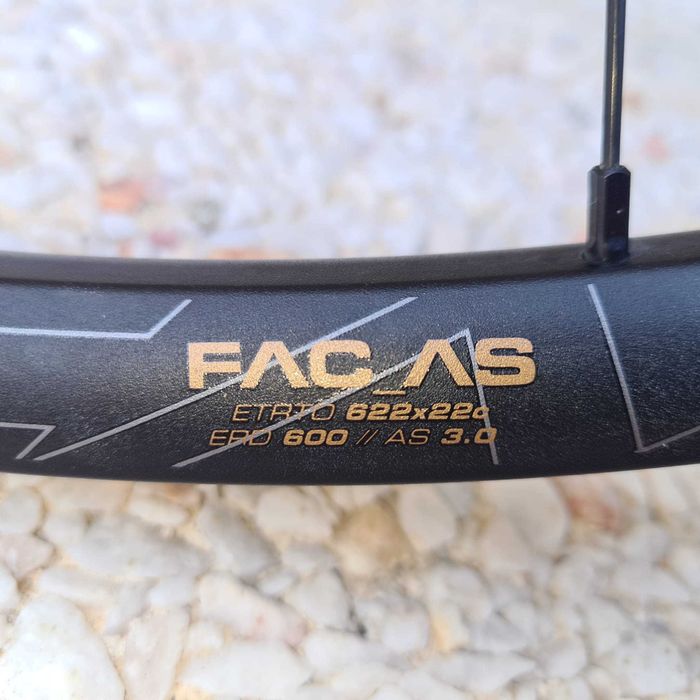 FAC_AS
ETRTO 622x22c
ERD 600 // AS 3.0